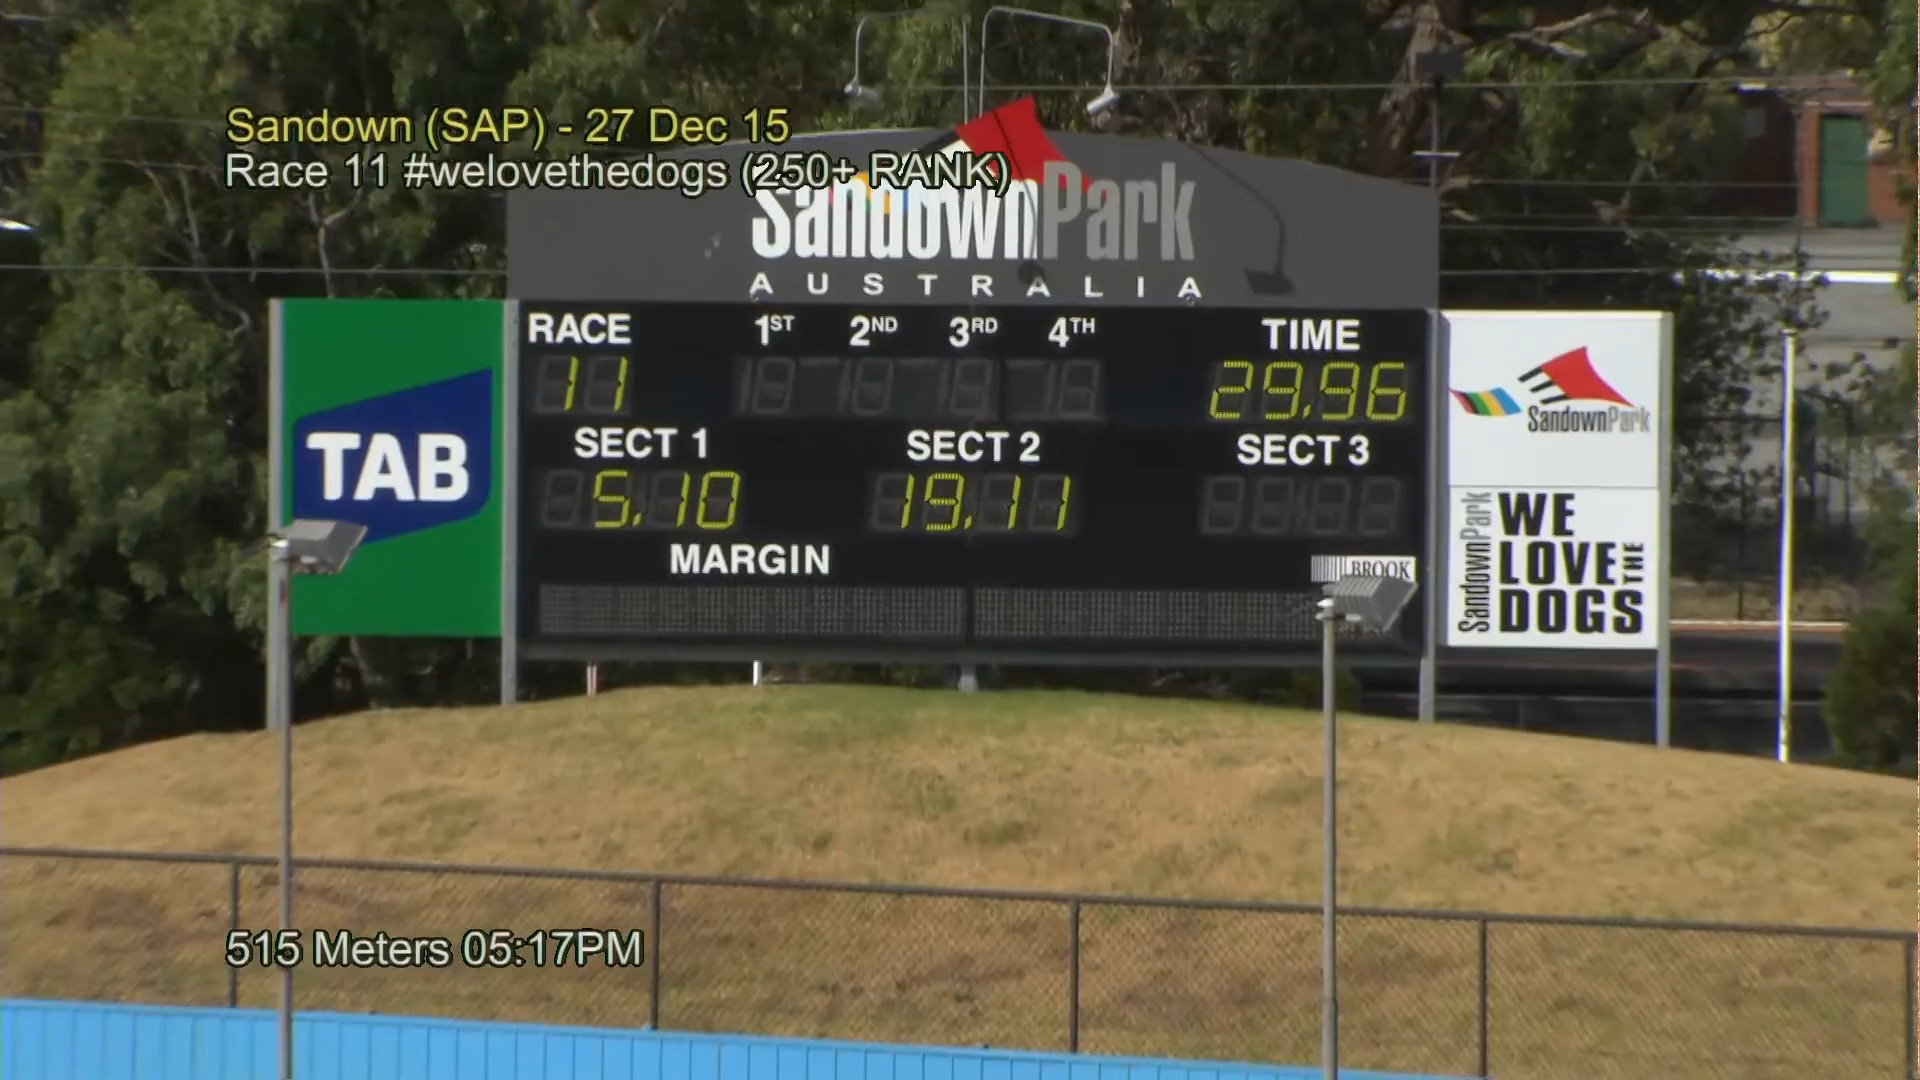 Sandown (SAP) - 27 Dec 15
Race 11 #welovethedogs (250+ RANK)
SandownPark
AUSTRALIA
RACE 1ST 2ND 3RD 4TH TIME
11 29.96
SECT 1 SECT 2 SECT 3
5.10 19.11
MARGIN
BROOK
TAB
SandownPark
SandownPark
WE
LOVE THE
DOGS
515 Meters 05:17PM